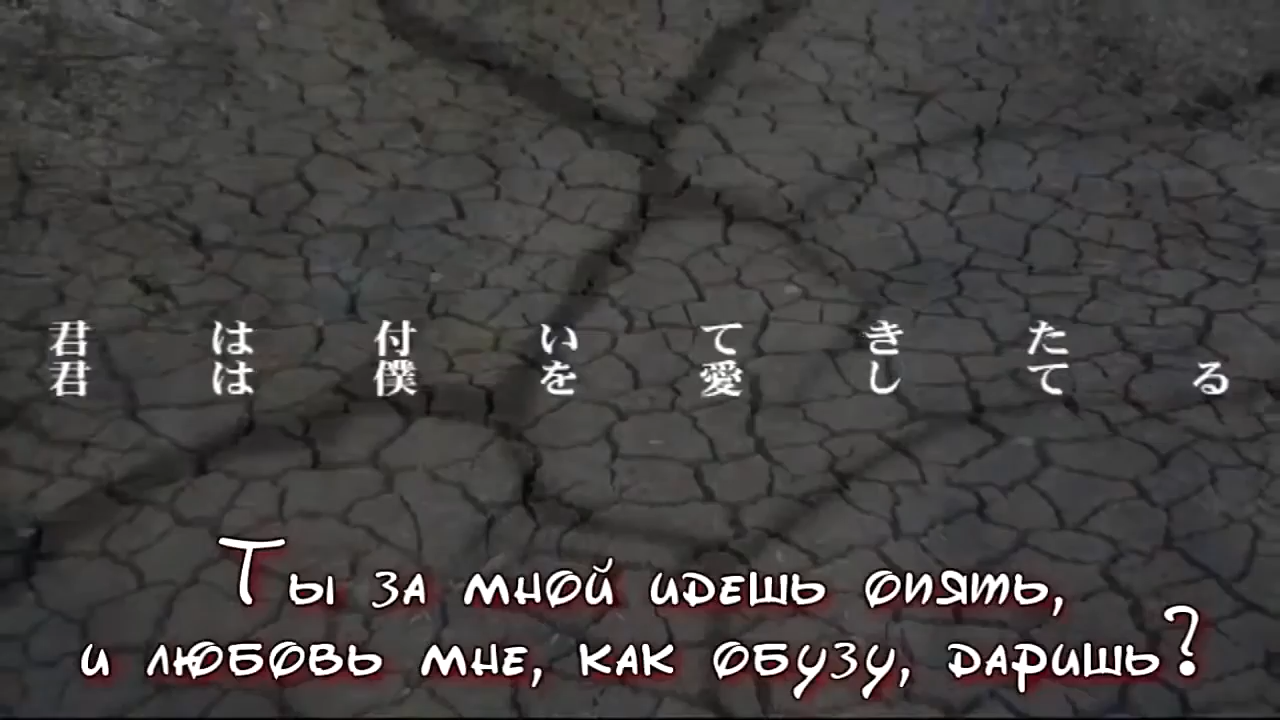 君は付いてきた
君は僕を愛してる
Ты за мной идешь опять,
и любовь мне, как обузу, даришь?